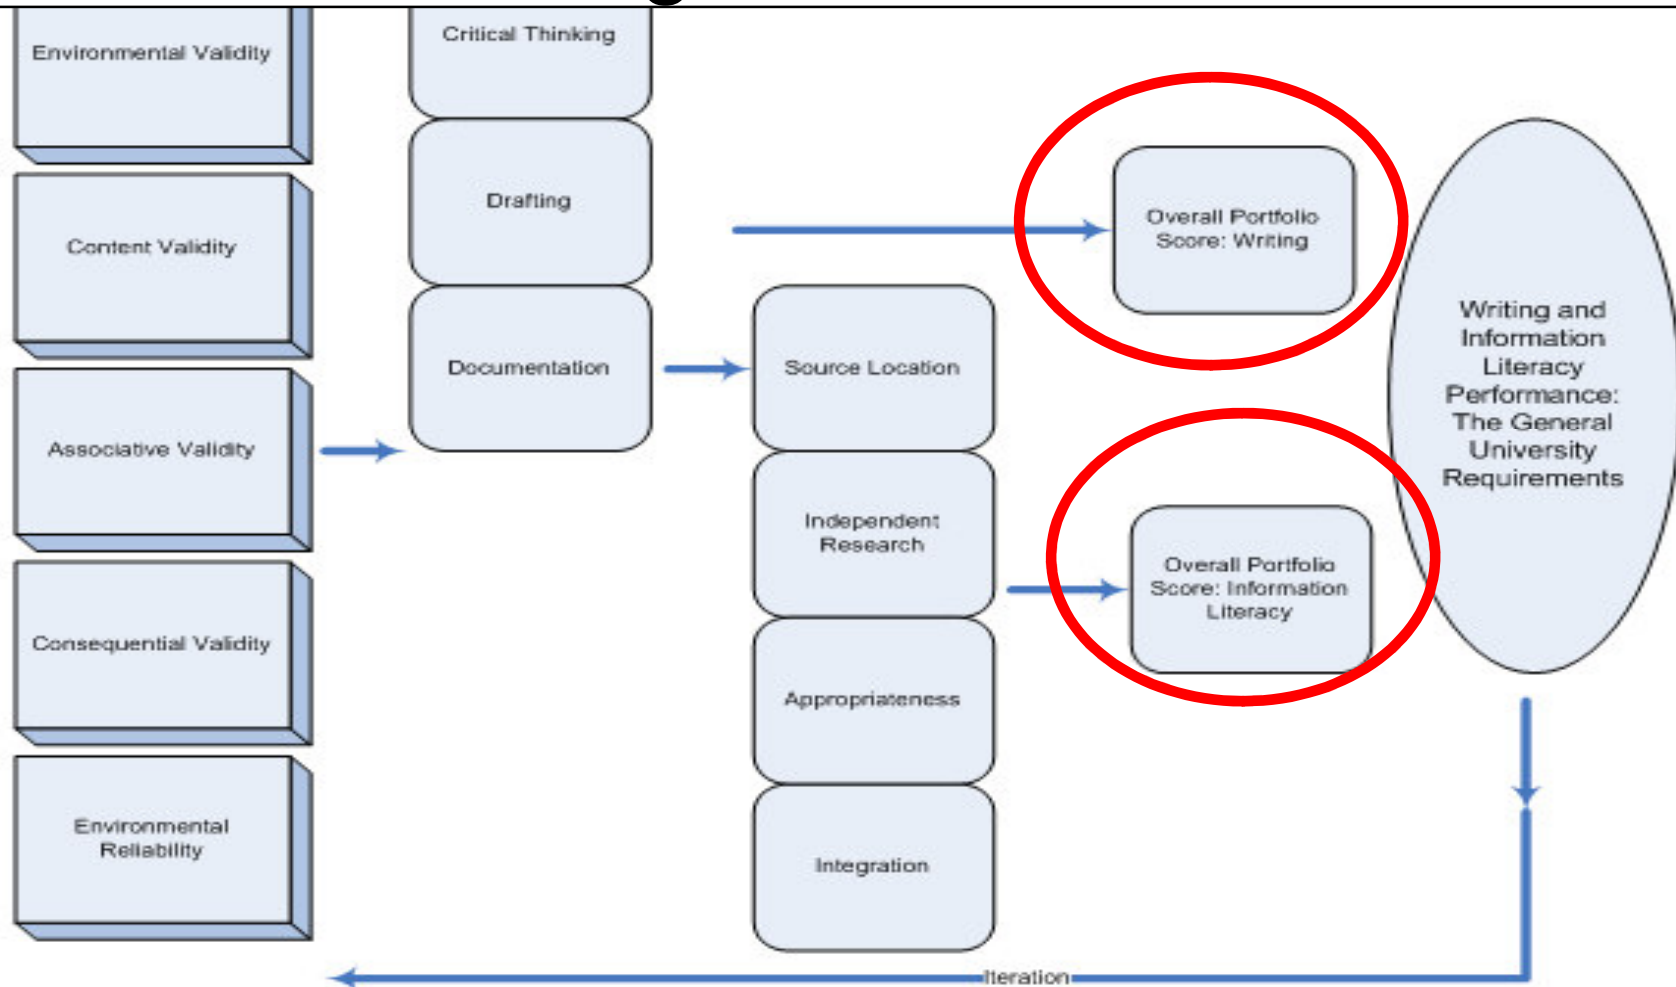 Environmental Validity
Content Validity
Associative Validity
Consequential Validity
Environmental
Reliability
Critical Thinking
Drafting
Documentation
Source Location
Independent
Research
Appropriateness
Integration
Overall Portfolio
Score: Writing
Overall Portfolio
Score: Information
Literacy
Writing and
Information
Literacy
Performance:
The General
University
Requirements
Iteration